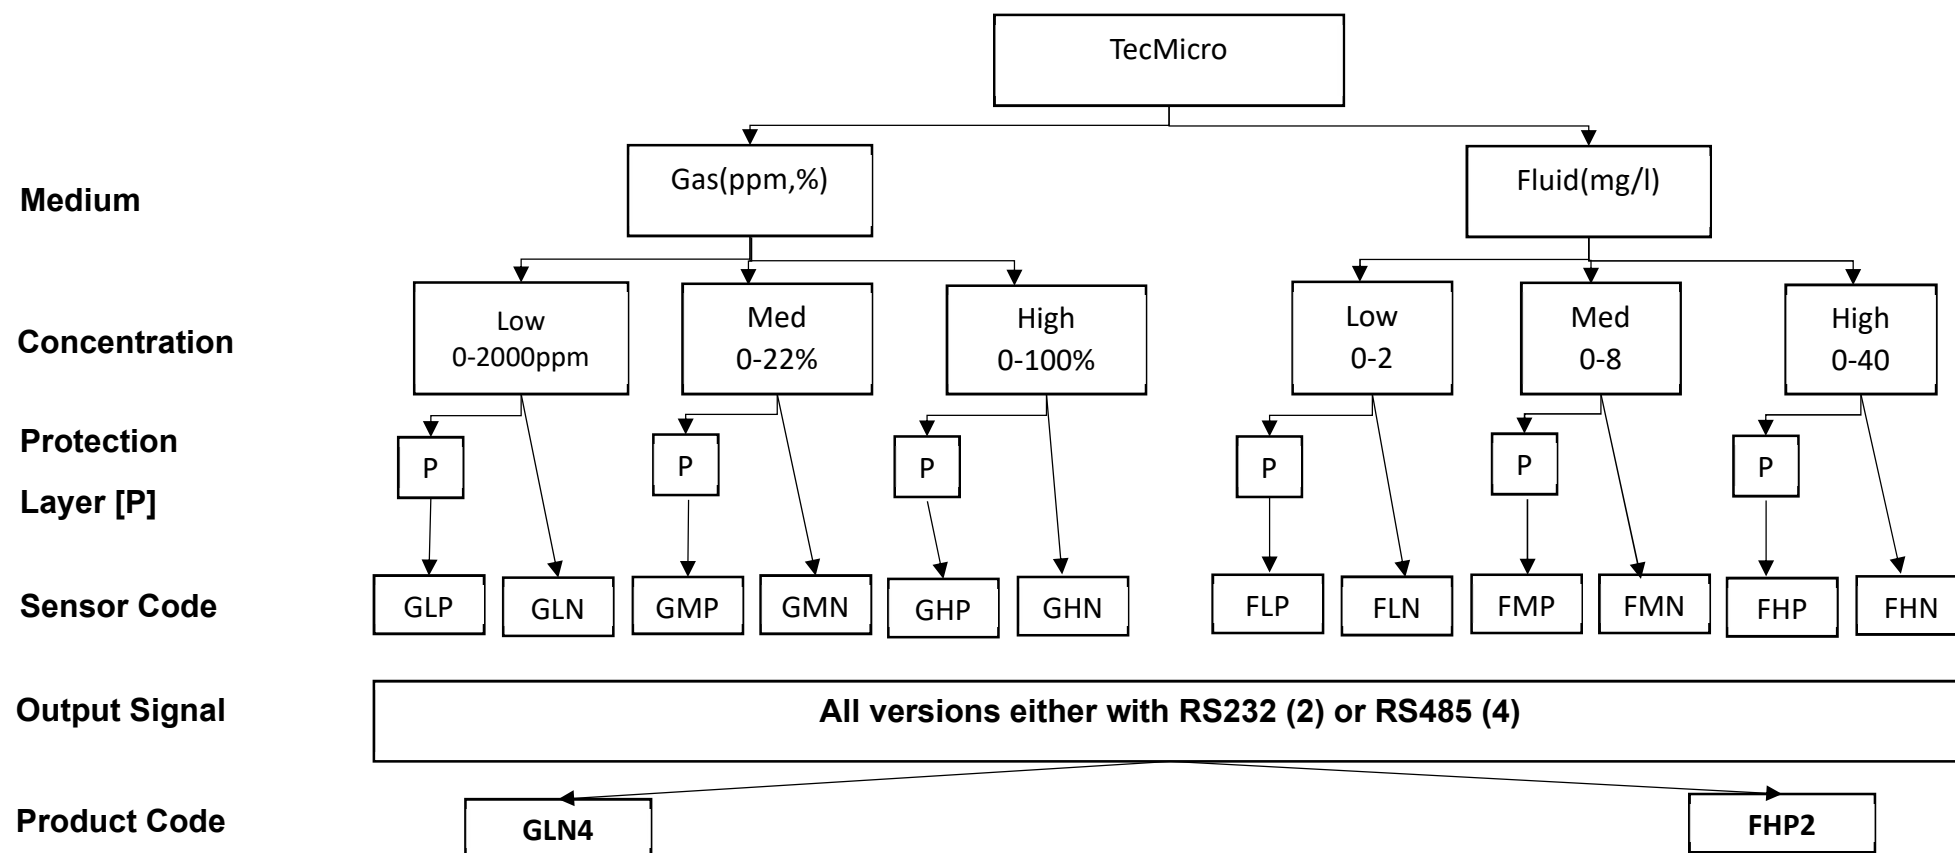 TecMicro
Medium
Gas(ppm,%)
Fluid(mg/l)
Concentration
Low
0-2000ppm
Med
0-22%
High
0-100%
Low
0-2
Med
0-8
High
0-40
Protection
Layer [P]
P
P
P
P
P
P
Sensor Code
GLP
GLN
GMP
GMN
GHP
GHN
FLP
FLN
FMP
FMN
FHP
FHN
Output Signal
All versions either with RS232 (2) or RS485 (4)
Product Code
GLN4
FHP2